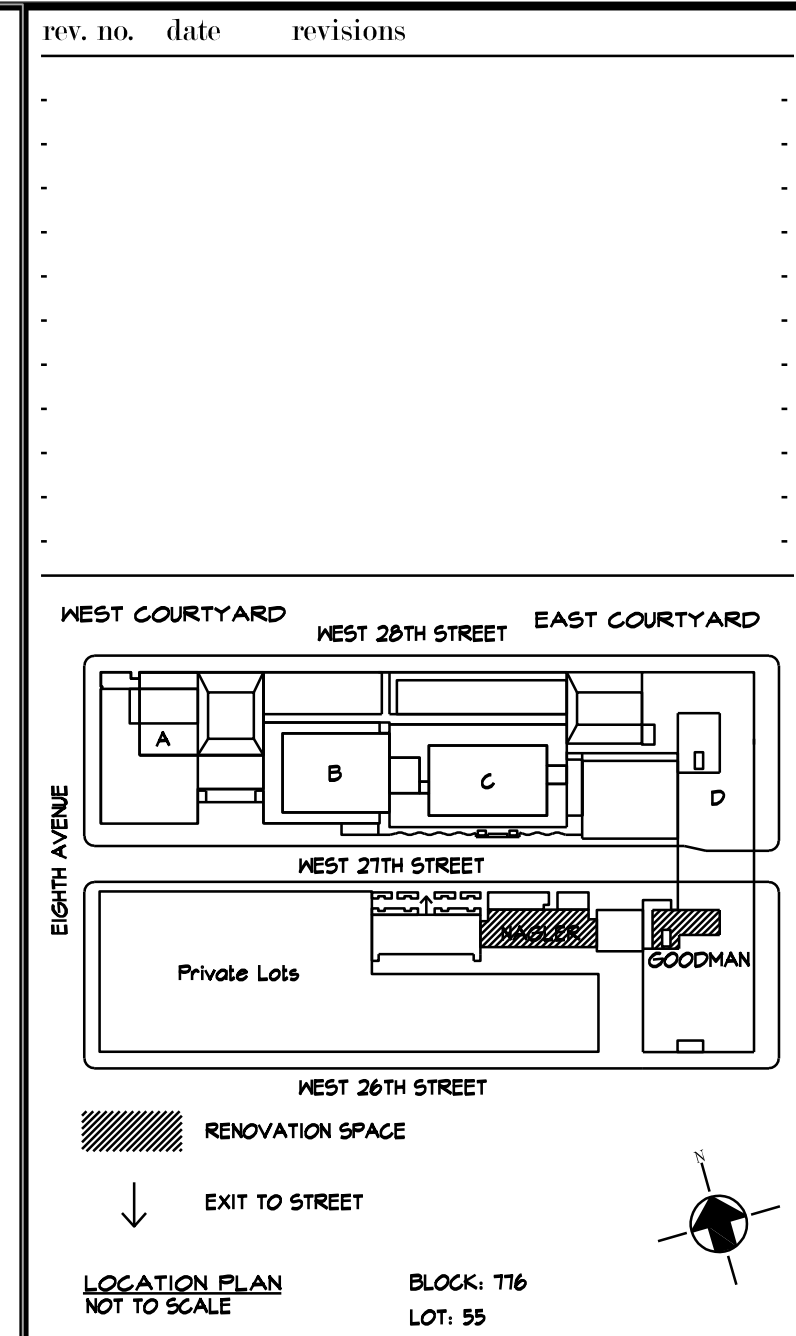 rev. no. date revisions
WEST COURTYARD
EAST COURTYARD
WEST 28TH STREET
A
B
C
D
EIGHTH AVENUE
WEST 27TH STREET
NAGLER
GOODMAN
Private Lots
WEST 26TH STREET
RENOVATION SPACE
EXIT TO STREET
N
LOCATION PLAN
NOT TO SCALE
BLOCK: 776
LOT: 55